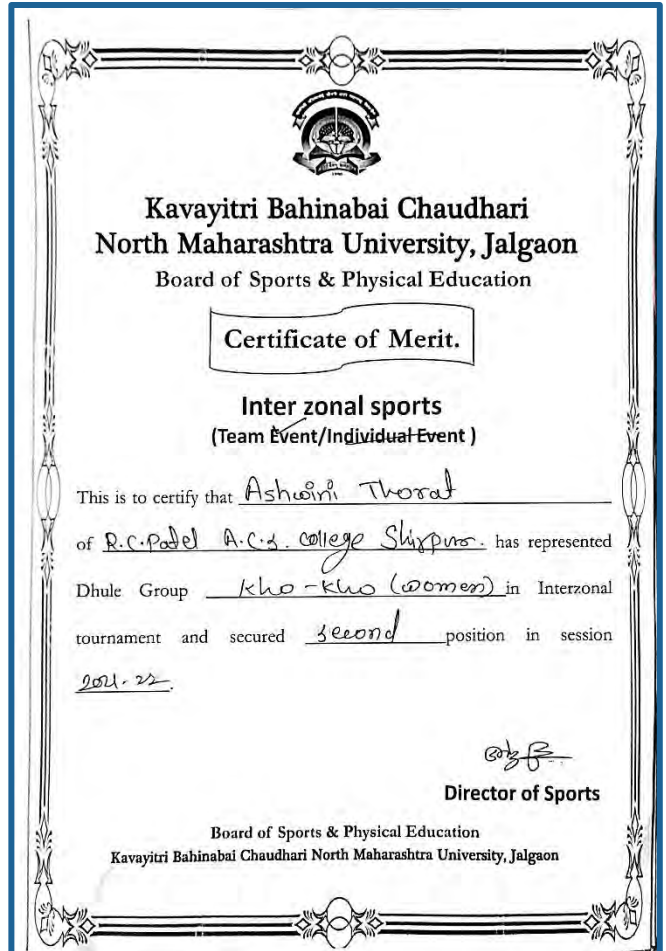 Kavayitri Bahinabai Chaudhari
North Maharashtra University, Jalgaon
Board of Sports & Physical Education
Certificate of Merit.
Inter zonal sports
(Team Event/Individual Event )
This is to certify that Ashwini Thorat
of R.C.Patel A.C.S. College Shirpur. has represented
Dhule Group Kho-Kho (women) in Interzonal
tournament and secured second position in session
2021-22.
Director of Sports
Board of Sports & Physical Education
Kavayitri Bahinabai Chaudhari North Maharashtra University, Jalgaon